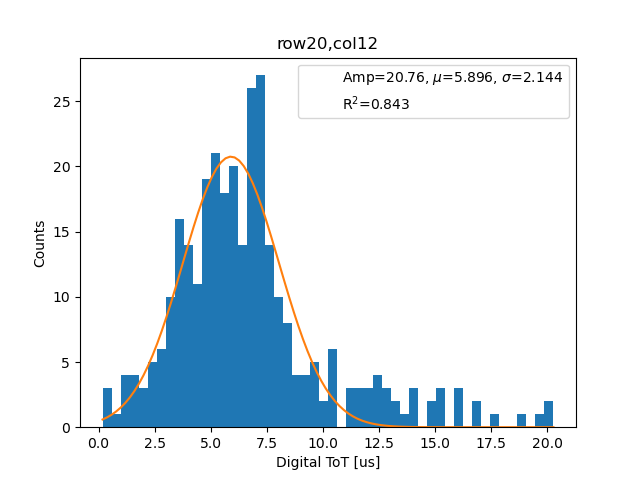 row20,col12
Amp=20.76, μ=5.896, σ=2.144
R²=0.843
25
20
15
10
5
0
Counts
0.0 2.5 5.0 7.5 10.0 12.5 15.0 17.5 20.0
Digital ToT [us]